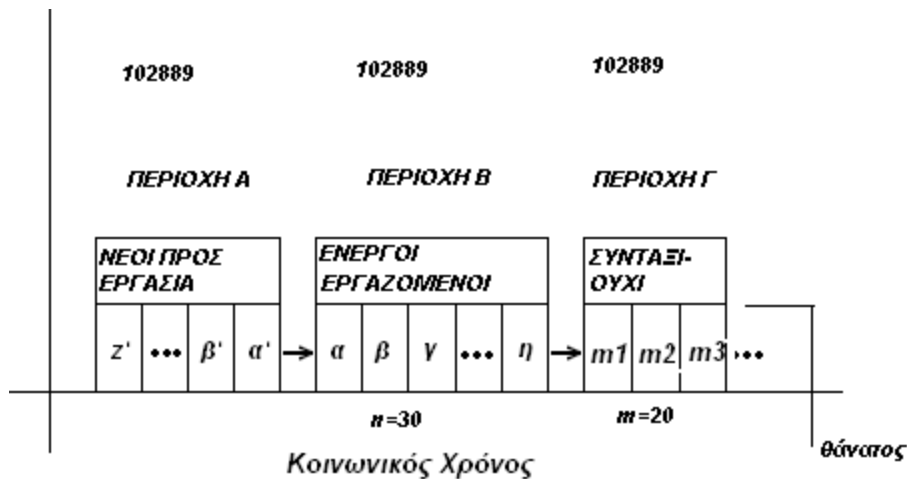 102889 102889 102889
ΠΕΡΙΟΧΗ Α ΠΕΡΙΟΧΗ Β ΠΕΡΙΟΧΗ Γ
ΝΕΟΙ ΠΡΟΣ
ΕΡΓΑΣΙΑ
ΕΝΕΡΓΟΙ
ΕΡΓΑΖΟΜΕΝΟΙ
ΣΥΝΤΑΞΙ-
ΟΥΧΙ
z' ••• β' α' → α β γ ••• η → m1 m2 m3 •••
n=30 m=20
θάνατος
Κοινωνικός Χρόνος